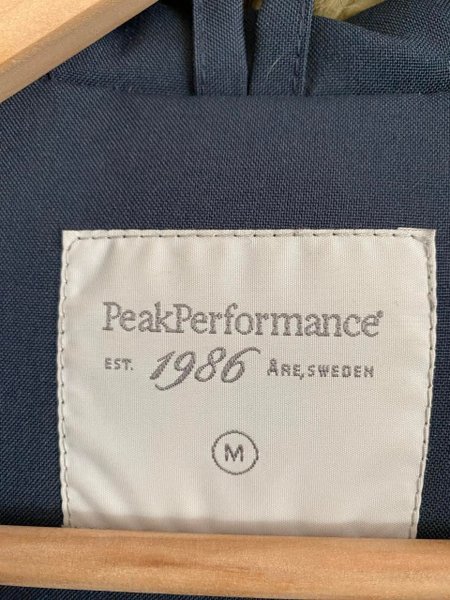 PeakPerformance®
EST. 1986 ÅRE, SWEDEN
M